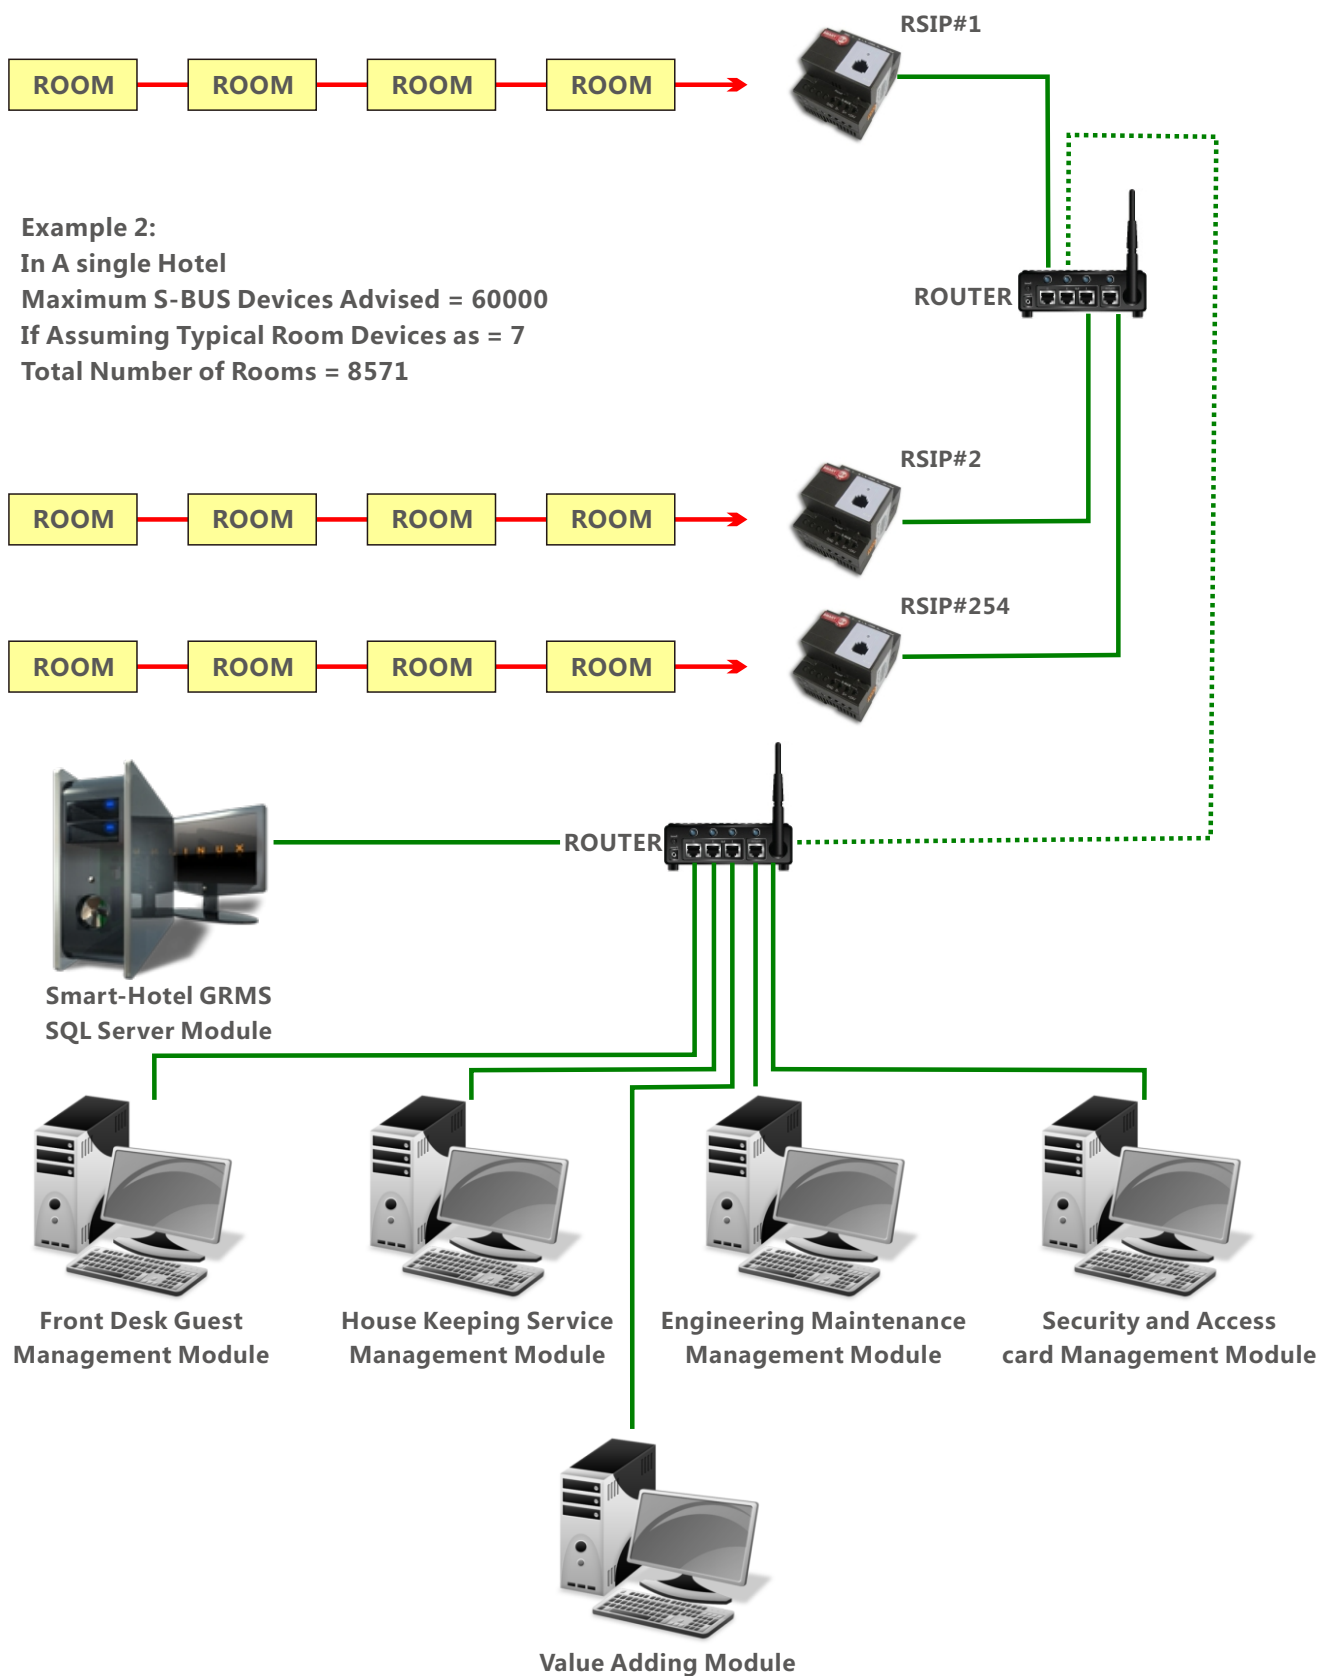 RSIP#1
ROOM ROOM ROOM ROOM
Example 2:
In A single Hotel
Maximum S-BUS Devices Advised = 60000
If Assuming Typical Room Devices as = 7
Total Number of Rooms = 8571
ROUTER
RSIP#2
ROOM ROOM ROOM ROOM
RSIP#254
ROOM ROOM ROOM ROOM
ROUTER
Smart-Hotel GRMS
SQL Server Module
Front Desk Guest
Management Module
House Keeping Service
Management Module
Engineering Maintenance
Management Module
Security and Access
card Management Module
Value Adding Module